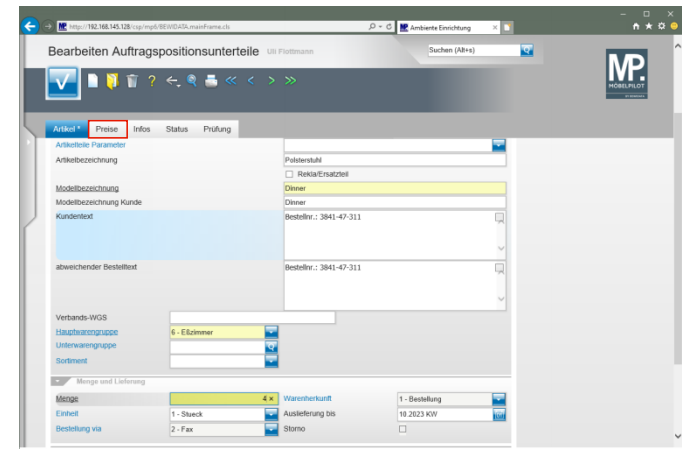 http://192.168.145.128/csp/mpli/BEWIDATA.mainFrame.cls
Ambiente Einrichtung
Bearbeiten Auftragspositionsunterteile Uli Flottmann
Suchen (Alt+s)
MP.
MÖBELPILOT
Artikel * Preise Infos Status Prüfung
Artikelteile Parameter
Artikelbezeichnung Polsterstuhl
Rekla/Ersatzteil
Modellbezeichnung Dinner
Modellbezeichnung Kunde Dinner
Kundentext Bestellnr.: 3841-47-311
abweichender Bestelltext Bestellnr.: 3841-47-311
Verbands-WGS
Hauptwarengruppe 6 - Eßzimmer
Unterwarengruppe
Sortiment
Menge und Lieferung
Menge 4 × Warenherkunft 1 - Bestellung
Einheit 1 - Stueck Auslieferung bis 10.2023 KW
Bestellung via 2 - Fax Storno